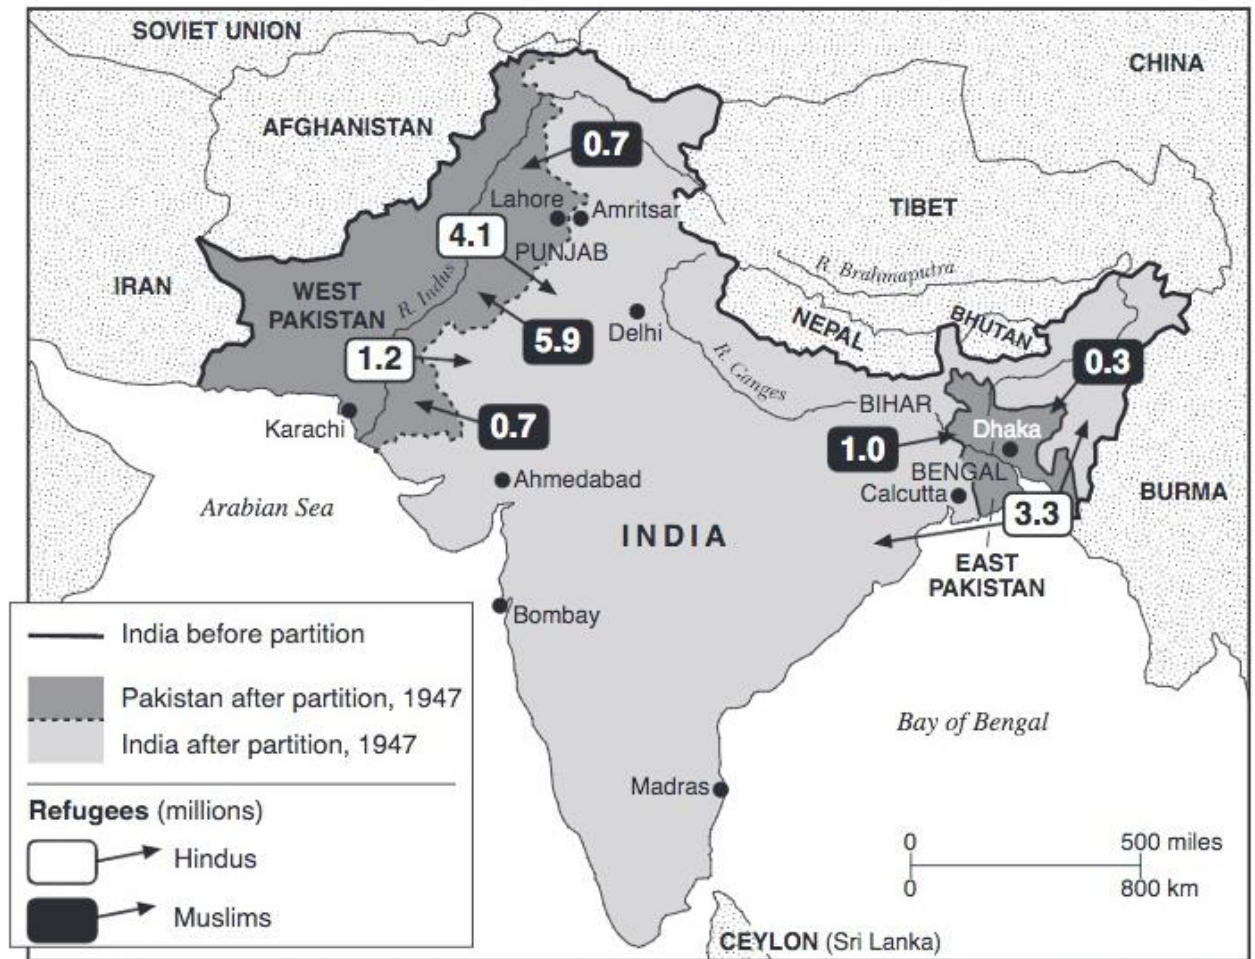 SOVIET UNION
CHINA
AFGHANISTAN
0.7
Lahore
Amritsar
TIBET
4.1
PUNJAB
R. Brahmaputra
IRAN
R. Indus
WEST
PAKISTAN
NEPAL
BHUTAN
Delhi
5.9
1.2
R. Ganges
0.3
BIHAR
Karachi
0.7
1.0
Dhaka
BENGAL
Ahmedabad
Calcutta
BURMA
Arabian Sea
3.3
INDIA
EAST
PAKISTAN
Bombay
India before partition
Pakistan after partition, 1947
India after partition, 1947
Bay of Bengal
Madras
Refugees (millions)
Hindus
Muslims
0 500 miles
0 800 km
CEYLON (Sri Lanka)